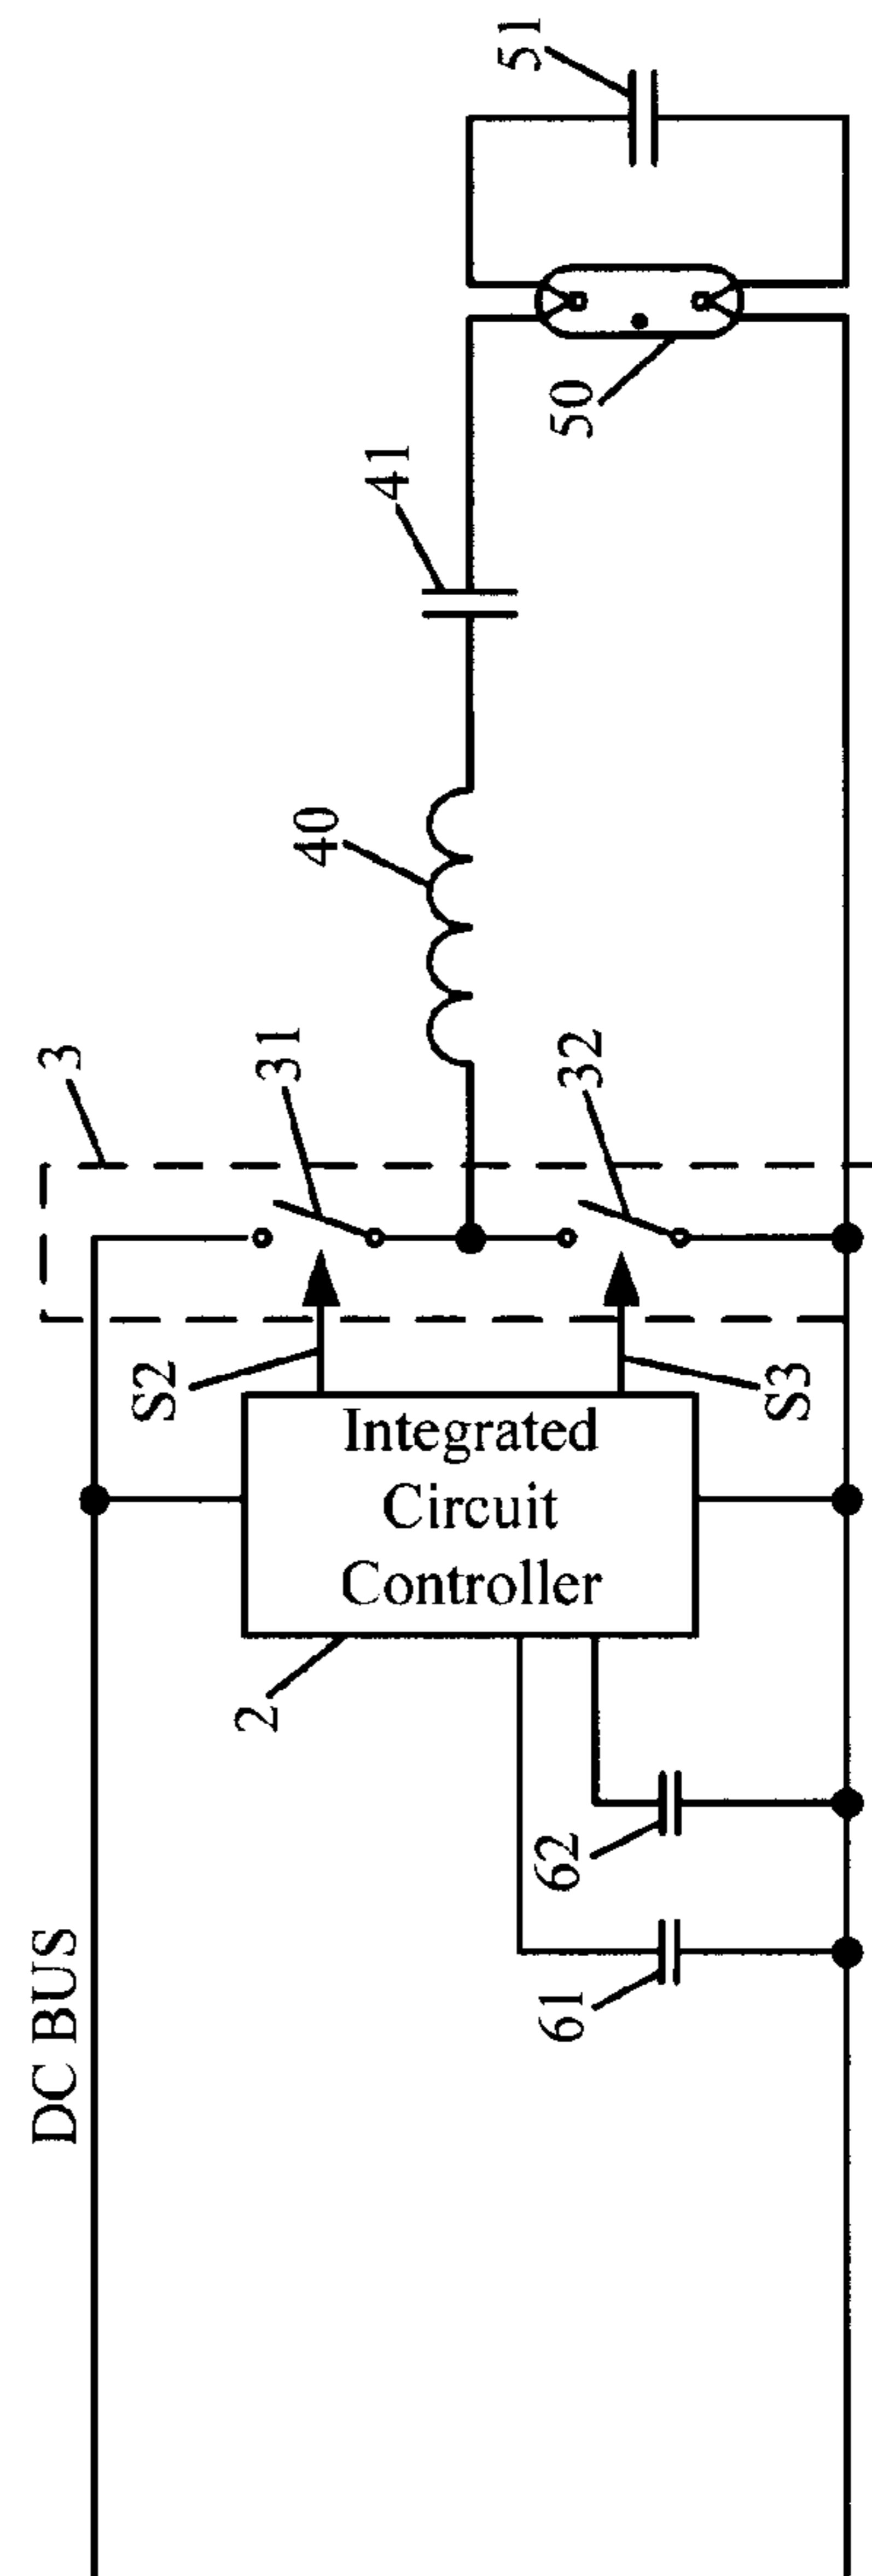 51
50
41
40
3
31
32
S2
S3
Integrated
Circuit
Controller
2
62
61
DC BUS